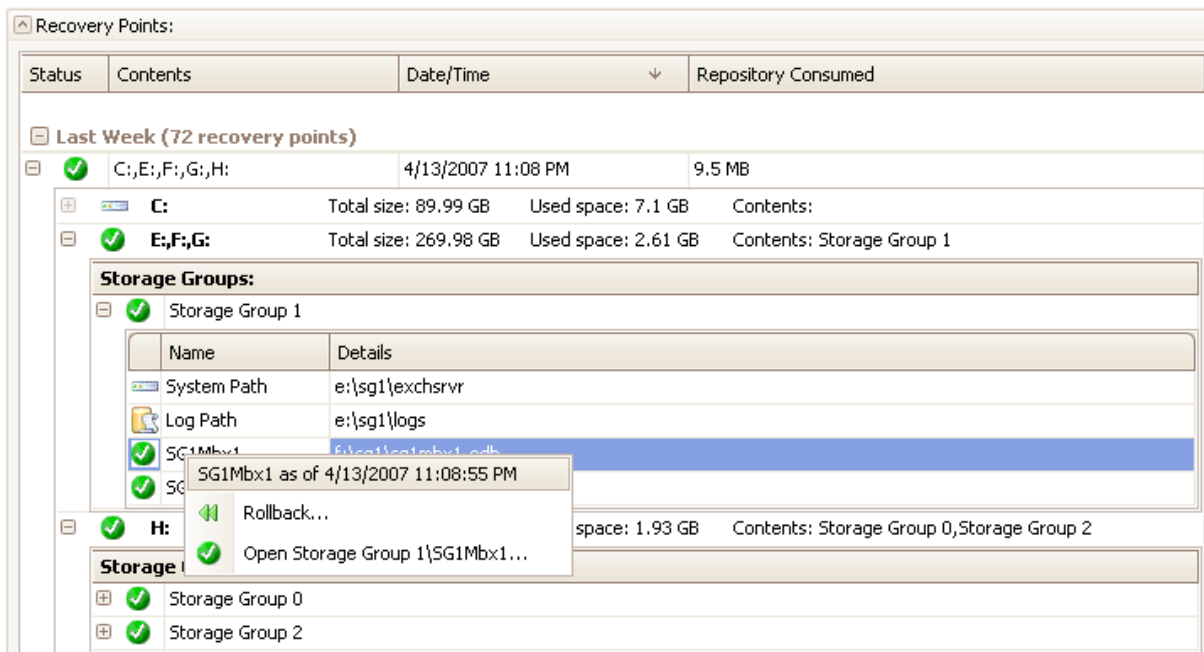 Recovery Points:
Status Contents Date/Time Repository Consumed
Last Week (72 recovery points)
C:,E:,F:,G:,H: 4/13/2007 11:08 PM 9.5 MB
C: Total size: 89.99 GB Used space: 7.1 GB Contents:
E:,F:,G: Total size: 269.98 GB Used space: 2.61 GB Contents: Storage Group 1
Storage Groups:
Storage Group 1
Name Details
System Path e:\sg1\exchsrvr
Log Path e:\sg1\logs
SG1Mbx1 f:\sg1\sg1mbx1.edb
SG1Mbx1 as of 4/13/2007 11:08:55 PM
Rollback...
H: space: 1.93 GB Contents: Storage Group 0,Storage Group 2
Open Storage Group 1\SG1Mbx1...
Storage
Storage Group 0
Storage Group 2